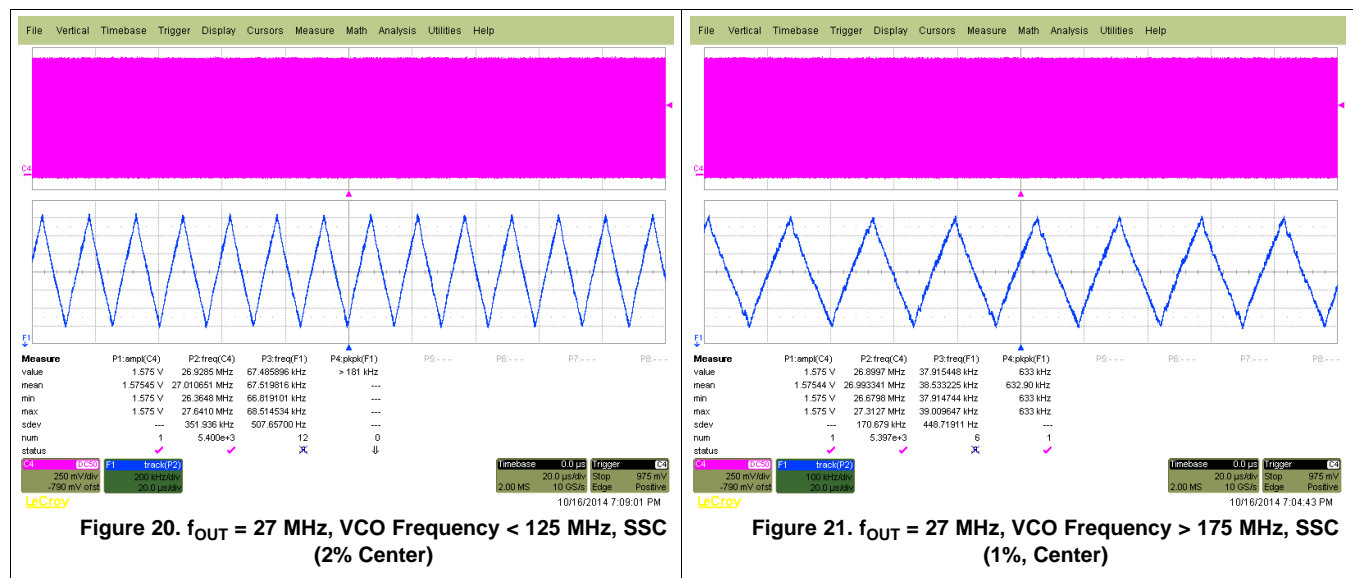 File Vertical Timebase Trigger Display Cursors Measure Math Analysis Utilities Help
C4
F1
Measure P1:ampl(C4) P2:freq(C4) P3:freq(F1) P4:pkpk(F1) P5:- - - P6:- - - P7:- - - P8:- - -
value 1.575 V 26.9285 MHz 67.485896 kHz > 181 kHz
mean 1.57545 V 27.010651 MHz 67.519816 kHz ---
min 1.575 V 26.3648 MHz 66.819101 kHz ---
max 1.575 V 27.6410 MHz 68.514534 kHz ---
sdev --- 351.936 kHz 507.65700 Hz ---
num 1 5.400e+3 12 0
status
C4 DC50 F1 track(P2) Timebase 0.0 µs Trigger C4
250 mV/div 200 kHz/div 20.0 µs/div Stop 975 mV
-790 mV ofst 20.0 µs/div 2.00 MS 10 GS/s Edge Positive
LeCroy 10/16/2014 7:09:01 PM
Figure 20. fOUT = 27 MHz, VCO Frequency < 125 MHz, SSC
(2% Center)
File Vertical Timebase Trigger Display Cursors Measure Math Analysis Utilities Help
C4
F1
Measure P1:ampl(C4) P2:freq(C4) P3:freq(F1) P4:pkpk(F1) P5:- - - P6:- - - P7:- - - P8:- - -
value 1.575 V 26.8997 MHz 37.915448 kHz 633 kHz
mean 1.57544 V 26.993341 MHz 38.533225 kHz 632.90 kHz
min 1.575 V 26.6798 MHz 37.914744 kHz 633 kHz
max 1.575 V 27.3127 MHz 39.009647 kHz 633 kHz
sdev --- 170.679 kHz 448.71911 Hz ---
num 1 5.397e+3 6 1
status
C4 DC50 F1 track(P2) Timebase 0.0 µs Trigger C4
250 mV/div 100 kHz/div 20.0 µs/div Stop 975 mV
-790 mV ofst 20.0 µs/div 2.00 MS 10 GS/s Edge Positive
LeCroy 10/16/2014 7:04:43 PM
Figure 21. fOUT = 27 MHz, VCO Frequency > 175 MHz, SSC
(1%, Center)